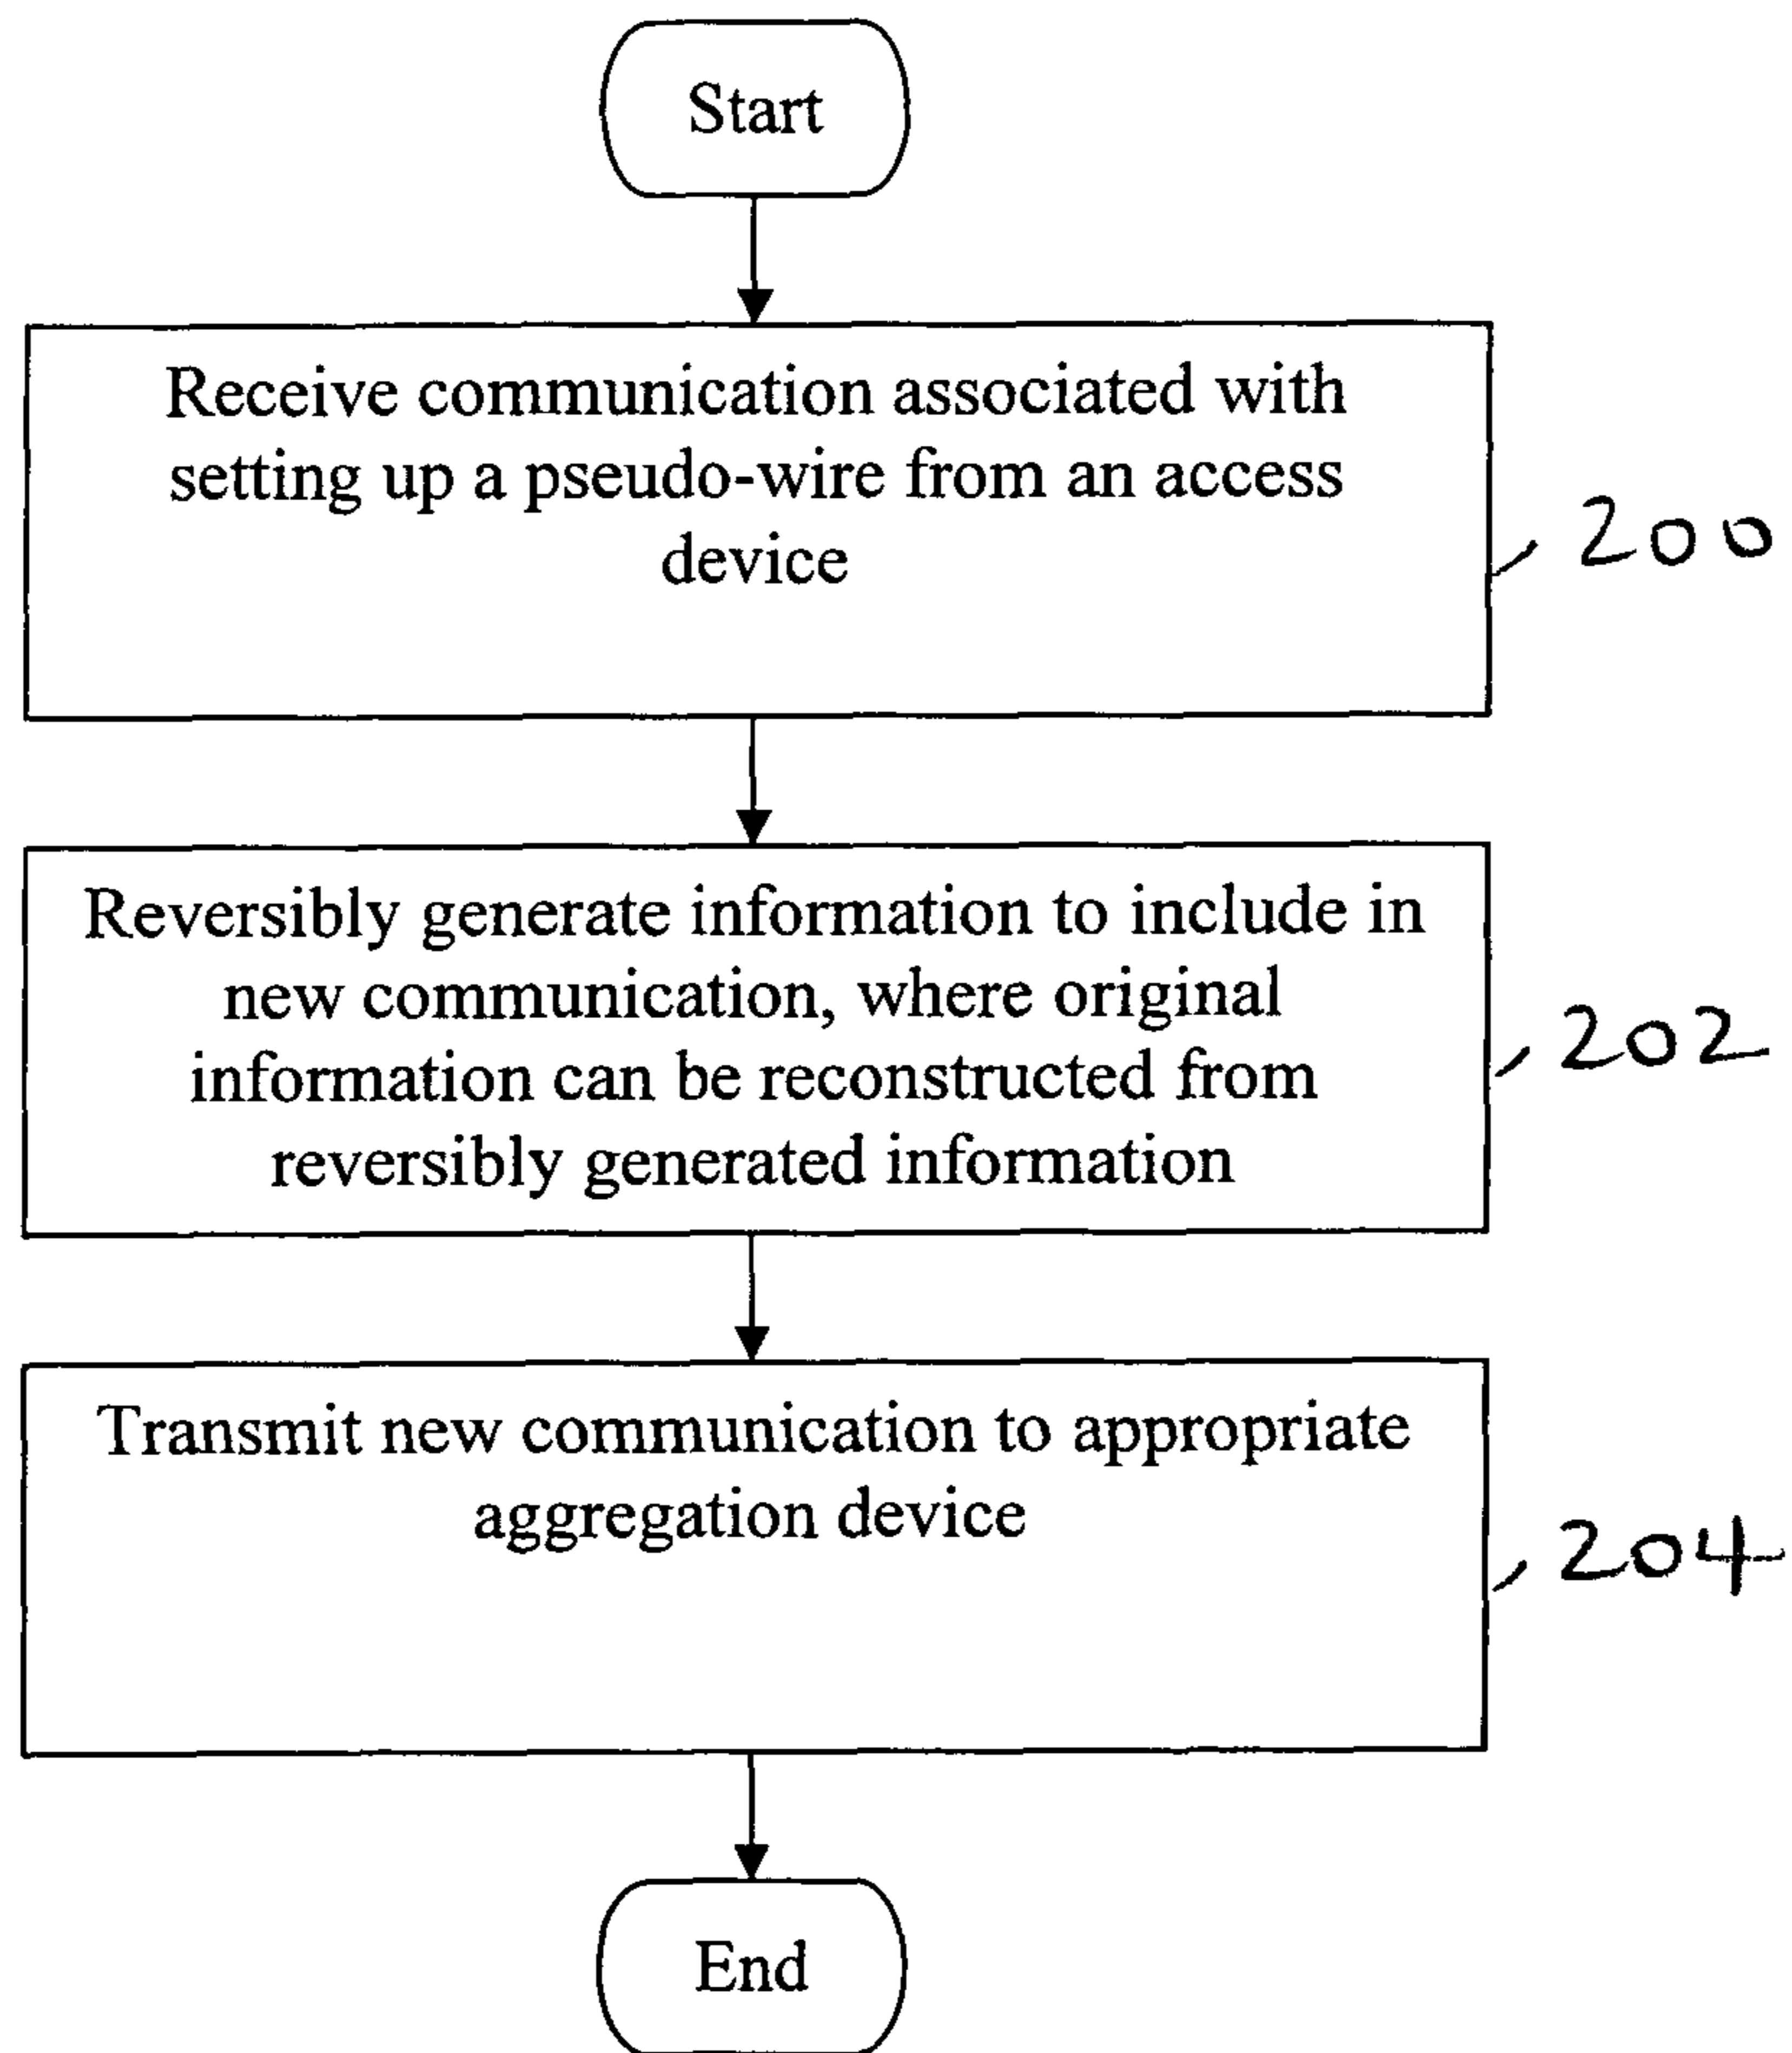 Start
Receive communication associated with
setting up a pseudo-wire from an access
device
200
Reversibly generate information to include in
new communication, where original
information can be reconstructed from
reversibly generated information
202
Transmit new communication to appropriate
aggregation device
204
End